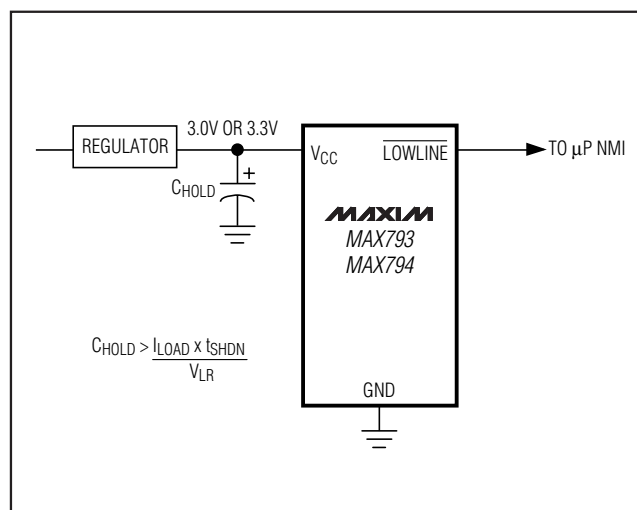 3.0V OR 3.3V
REGULATOR
VCC
LOWLINE
TO μP NMI
+
CHOLD
MAXIM
MAX793
MAX794
CHOLD > ILOAD x tSHDN
VLR
GND